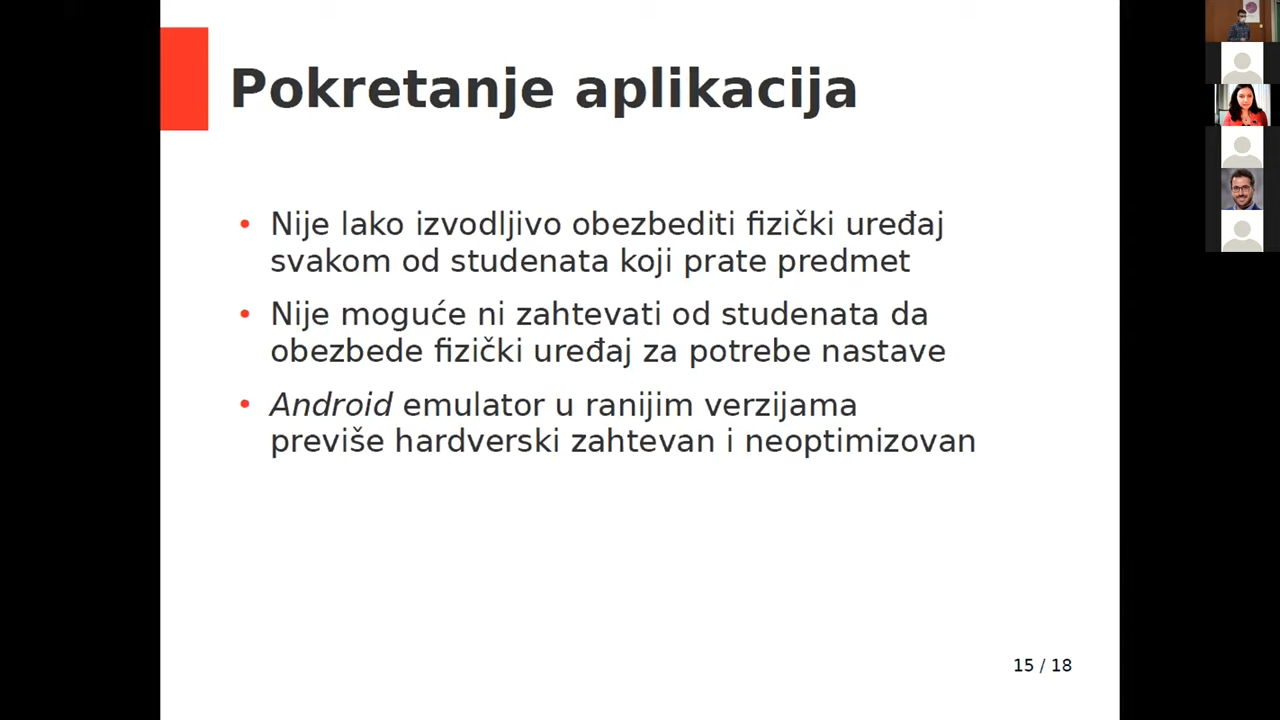 Pokretanje aplikacija
• Nije lako izvodljivo obezbediti fizički uređaj
svakom od studenata koji prate predmet
• Nije moguće ni zahtevati od studenata da
obezbede fizički uređaj za potrebe nastave
• Android emulator u ranijim verzijama
previše hardverski zahtevan i neoptimizovan
15 / 18